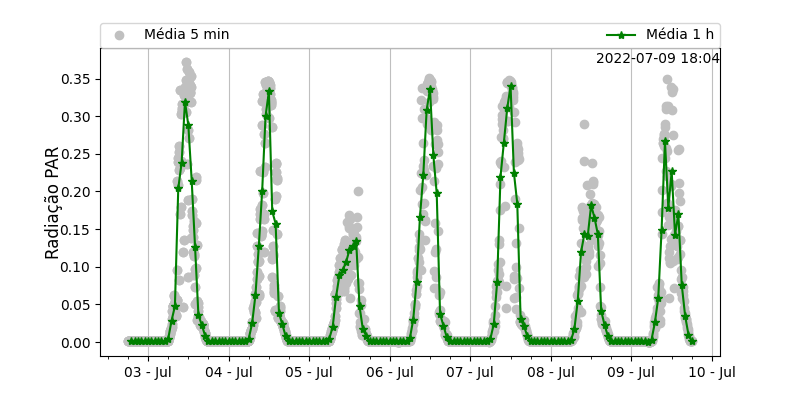 Média 5 min
Média 1 h
2022-07-09 18:04
Radiação PAR
0.35
0.30
0.25
0.20
0.15
0.10
0.05
0.00
03 - Jul
04 - Jul
05 - Jul
06 - Jul
07 - Jul
08 - Jul
09 - Jul
10 - Jul